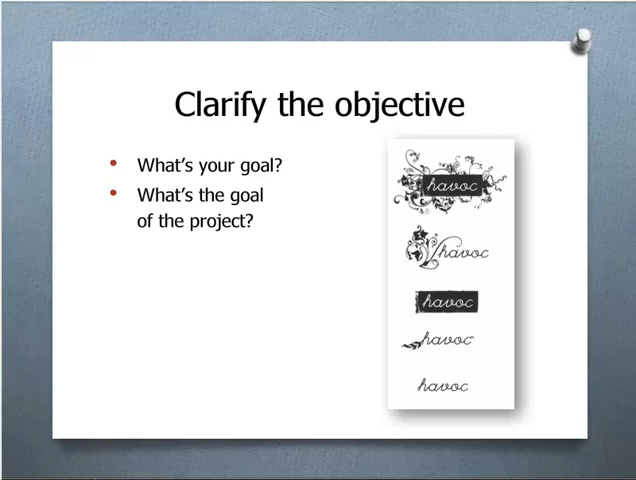 Clarify the objective
What's your goal?
What's the goal
of the project?
havoc
havoc
havoc
havoc
havoc